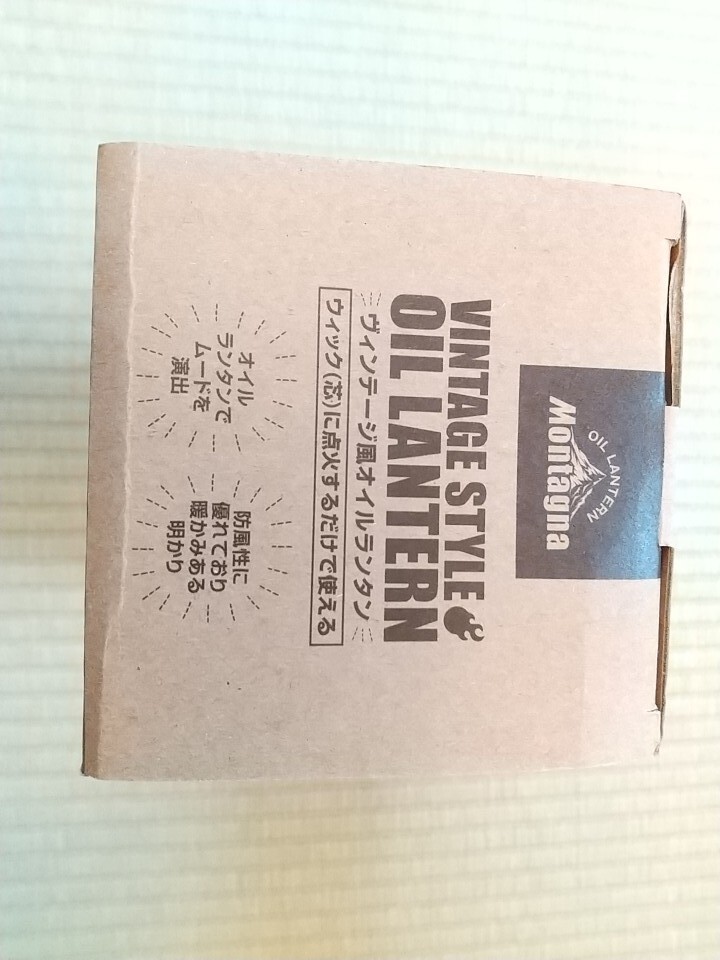 OIL LANTERN
Montagna
VINTAGE STYLE
OIL LANTERN
ヴィンテージ風オイルランタン
ウィック(芯)に点火するだけで使える
オイル
ランタンで
ムードを
演出
防風性に
優れており
暖かみある
明かり